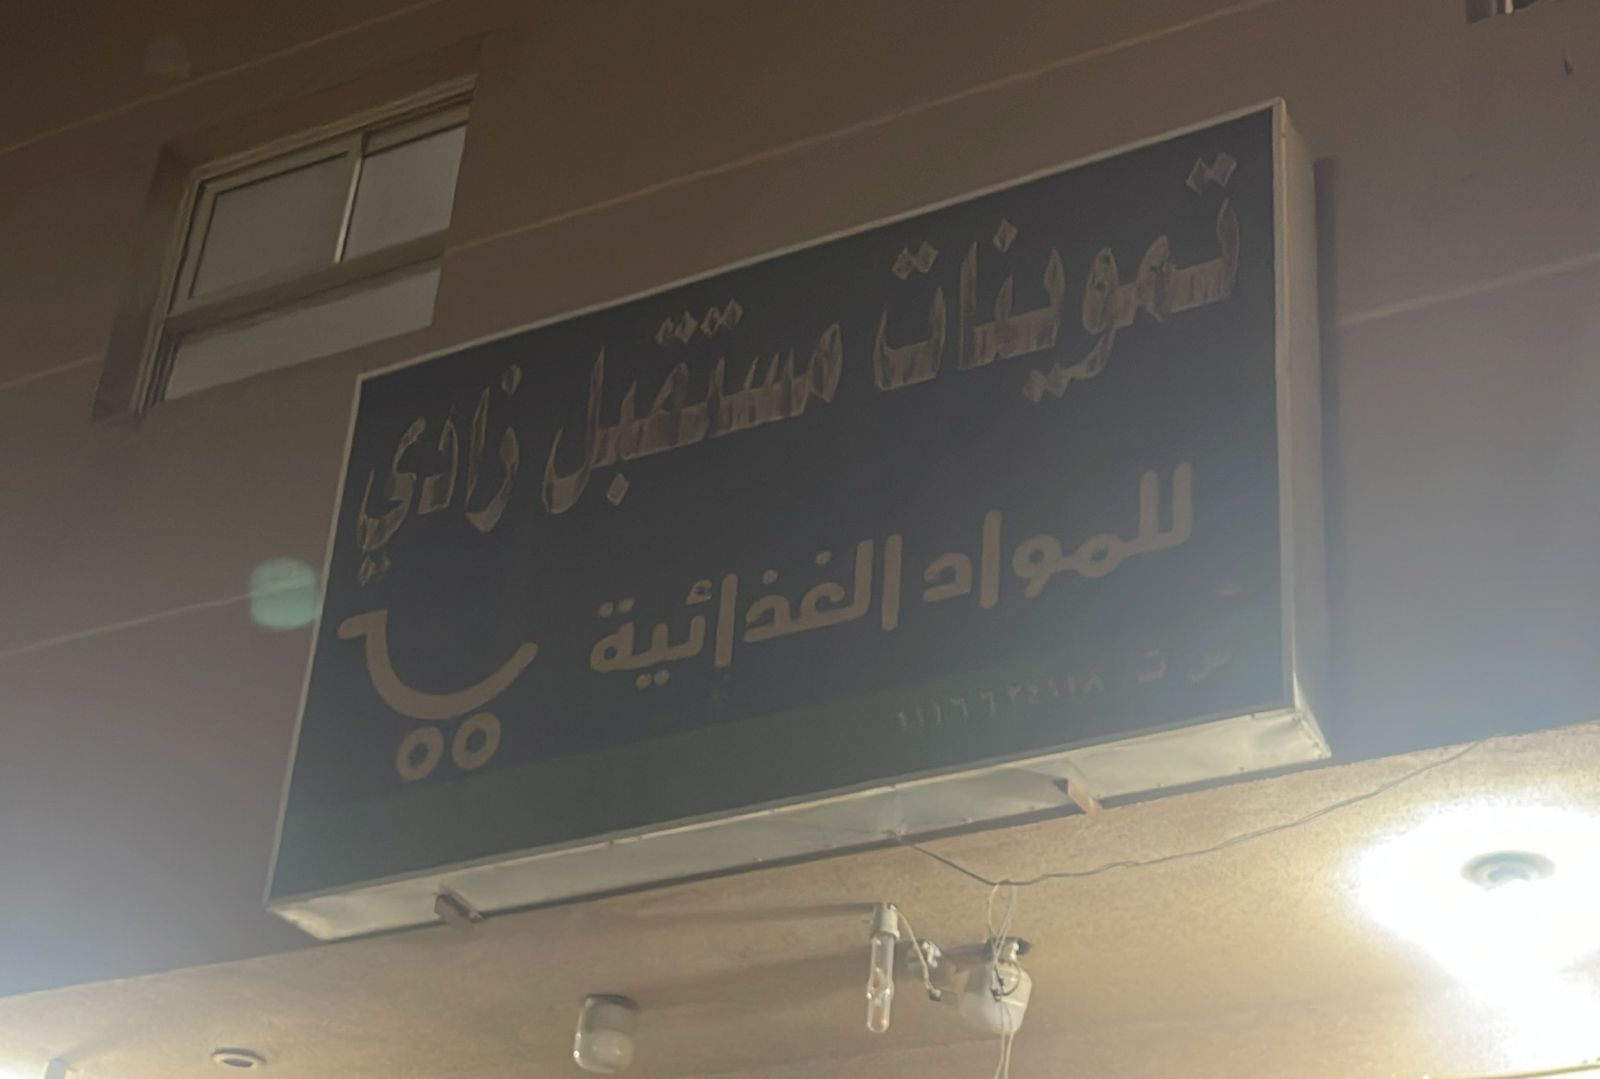 تموينات مستقبل زادي
للمواد الغذائية
س ت